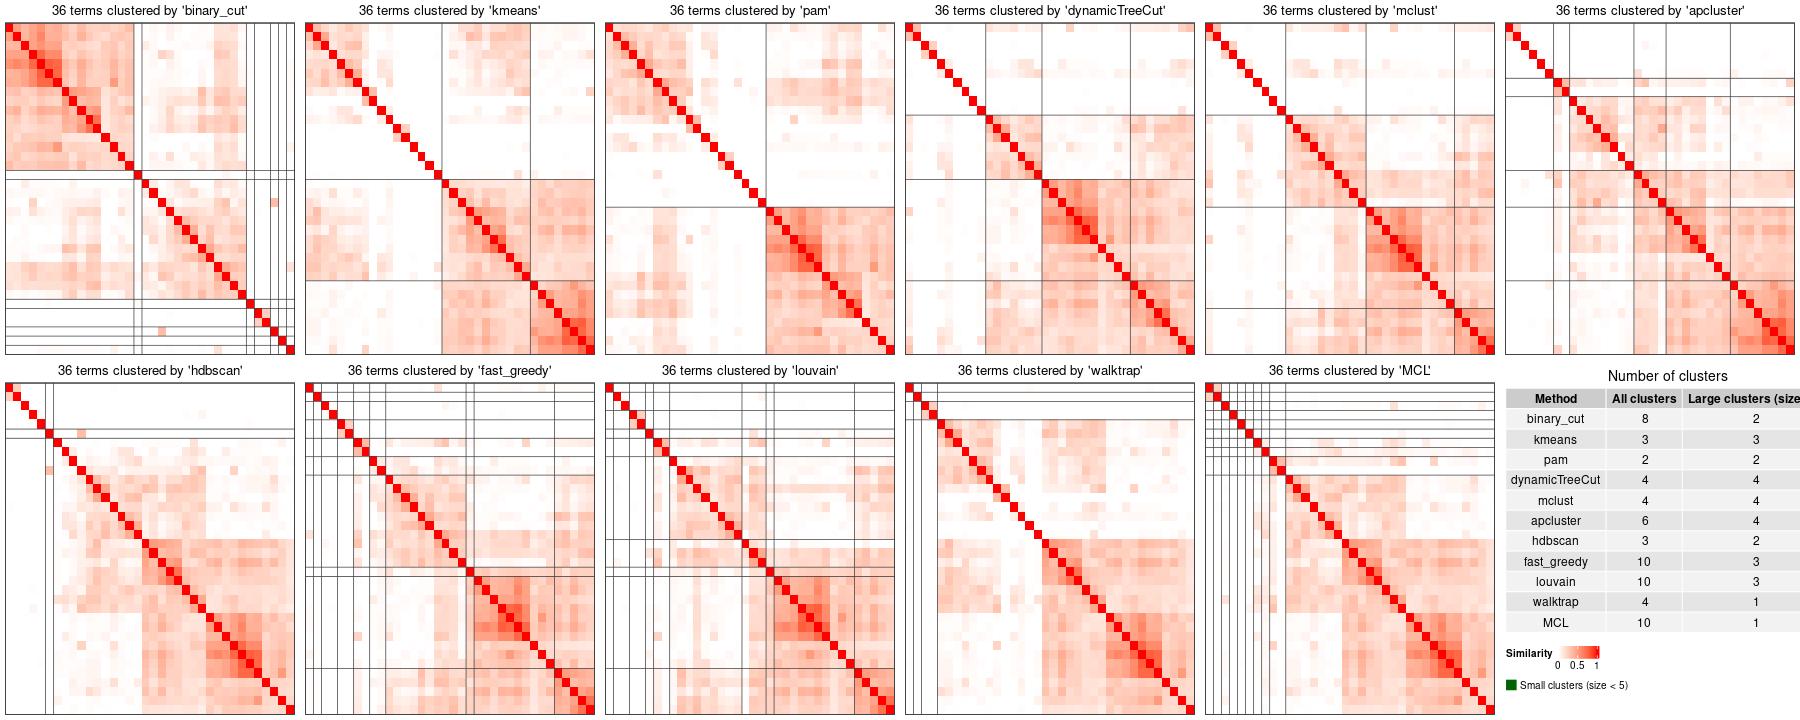 36 terms clustered by 'binary_cut'
36 terms clustered by 'kmeans'
36 terms clustered by 'pam'
36 terms clustered by 'dynamicTreeCut'
36 terms clustered by 'mclust'
36 terms clustered by 'apcluster'
36 terms clustered by 'hdbscan'
36 terms clustered by 'fast_greedy'
36 terms clustered by 'louvain'
36 terms clustered by 'walktrap'
36 terms clustered by 'MCL'
Number of clusters
Method All clusters Large clusters (size
binary_cut 8 2
kmeans 3 3
pam 2 2
dynamicTreeCut 4 4
mclust 4 4
apcluster 6 4
hdbscan 3 2
fast_greedy 10 3
louvain 10 3
walktrap 4 1
MCL 10 1
Similarity
0 0.5 1
Small clusters (size < 5)